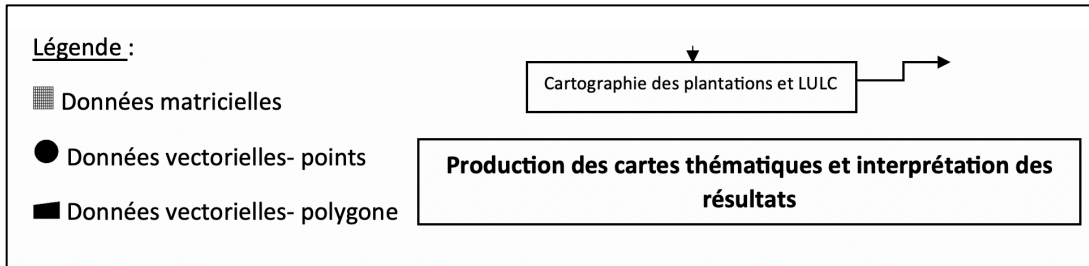 Légende :
Données matricielles
Données vectorielles- points
Données vectorielles- polygone
Cartographie des plantations et LULC
Production des cartes thématiques et interprétation des
résultats